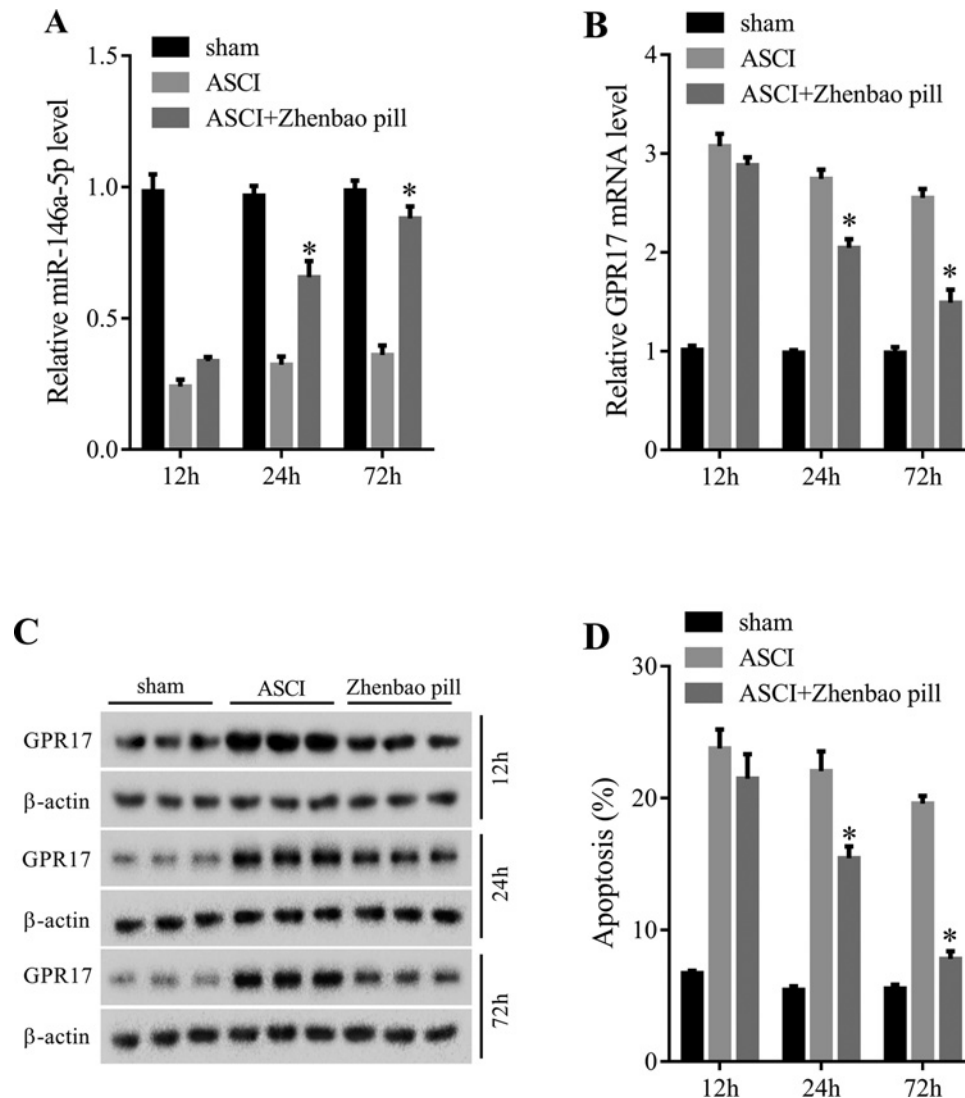 A
sham
ASCI
ASCI+Zhenbao pill
Relative miR-146a-5p level
1.5
1.0
0.5
0.0
12h
24h
72h
*
*
B
sham
ASCI
ASCI+Zhenbao pill
Relative GPR17 mRNA level
4
3
2
1
0
12h
24h
72h
*
*
C
sham ASCI Zhenbao pill
GPR17
β-actin
12h
GPR17
β-actin
24h
GPR17
β-actin
72h
D
sham
ASCI
ASCI+Zhenbao pill
Apoptosis (%)
30
20
10
0
12h
24h
72h
*
*